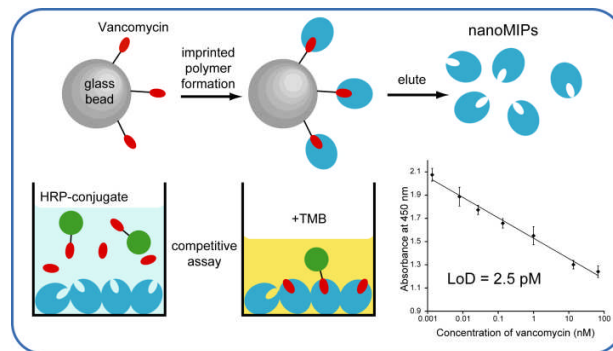 Vancomycin
glass
bead
imprinted
polymer
formation
elute
nanoMIPs
HRP-conjugate
competitive
assay
+TMB
Absorbance at 450 nm
2.1
1.9
1.7
1.5
1.3
1.1
LoD = 2.5 pM
0.001 0.01 0.1 1 10 100
Concentration of vancomycin (nM)